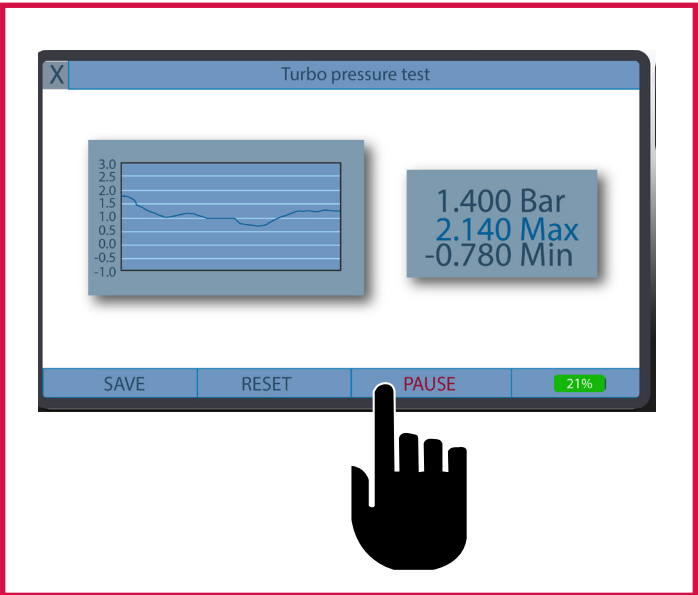 X
Turbo pressure test
3.0
2.5
2.0
1.5
1.0
0.5
0.0
-0.5
-1.0
1.400 Bar
2.140 Max
-0.780 Min
SAVE
RESET
PAUSE
21%